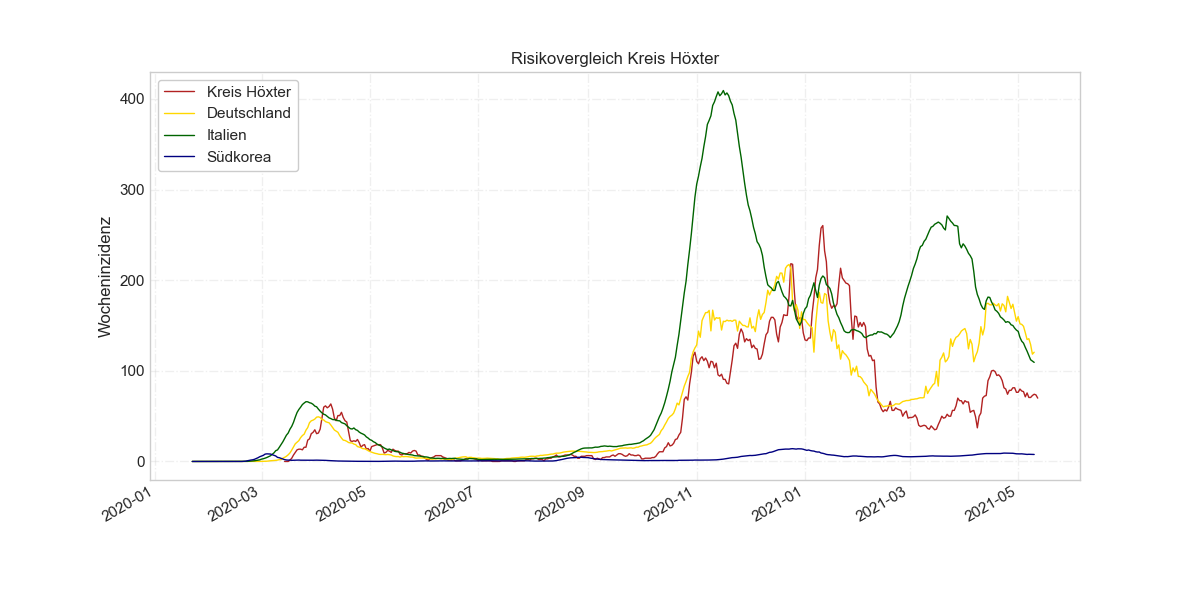 Risikovergleich Kreis Höxter
Kreis Höxter
Deutschland
Italien
Südkorea
Wocheninzidenz
400
300
200
100
0
2020-01
2020-03
2020-05
2020-07
2020-09
2020-11
2021-01
2021-03
2021-05